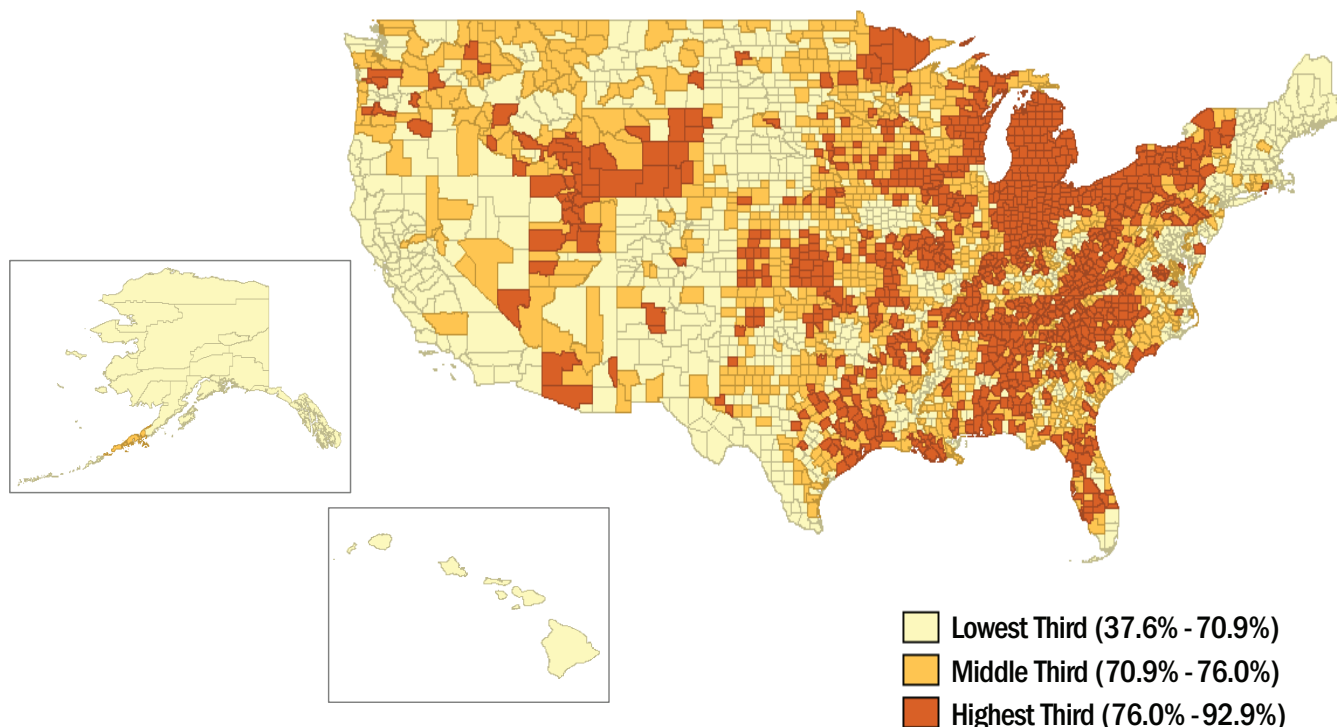 Lowest Third (37.6% - 70.9%)
Middle Third (70.9% - 76.0%)
Highest Third (76.0% - 92.9%)